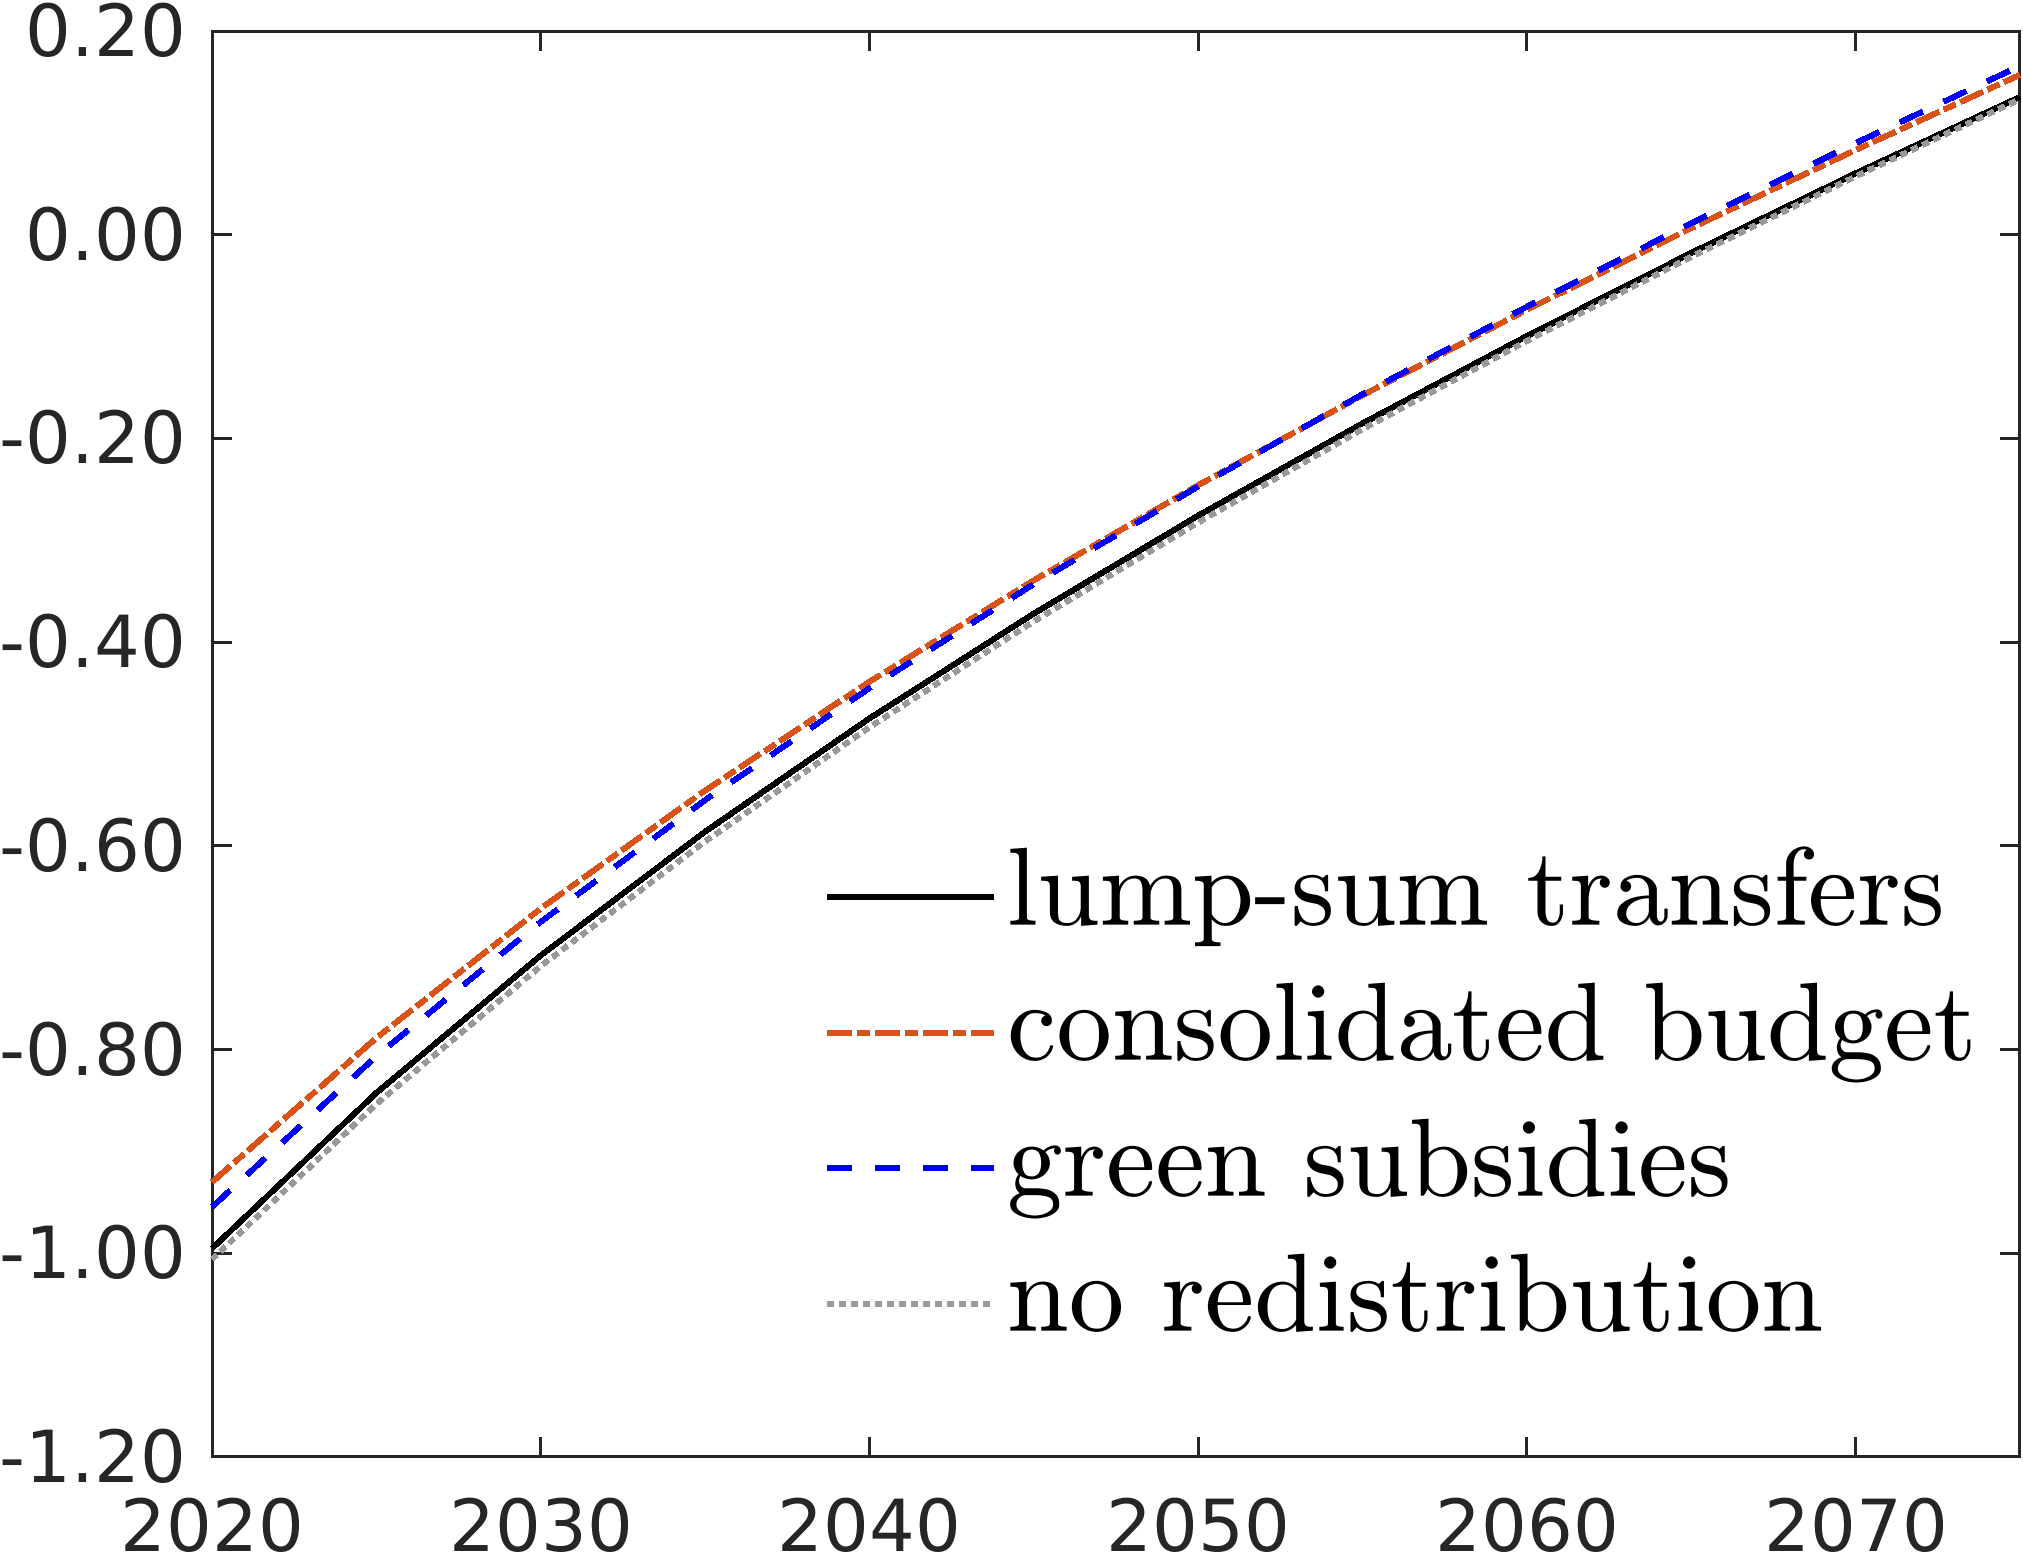 0.20
0.00
-0.20
-0.40
-0.60
-0.80
-1.00
-1.20
lump-sum transfers
consolidated budget
green subsidies
no redistribution
2020 2030 2040 2050 2060 2070